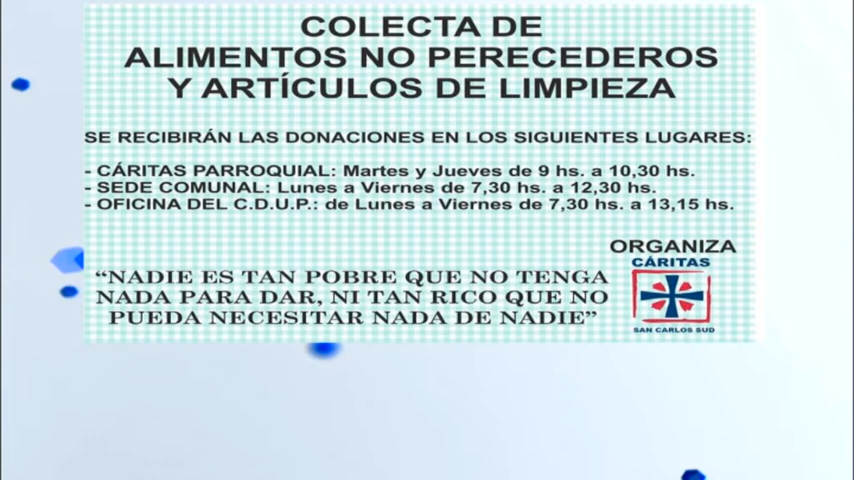 COLECTA DE
ALIMENTOS NO PERECEDEROS
Y ARTÍCULOS DE LIMPIEZA
SE RECIBIRÁN LAS DONACIONES EN LOS SIGUIENTES LUGARES:
- CÁRITAS PARROQUIAL: Martes y Jueves de 9 hs. a 10,30 hs.
- SEDE COMUNAL: Lunes a Viernes de 7,30 hs. a 12,30 hs.
- OFICINA DEL C.D.U.P.: de Lunes a Viernes de 7,30 hs. a 13,15 hs.
“NADIE ES TAN POBRE QUE NO TENGA
NADA PARA DAR, NI TAN RICO QUE NO
PUEDA NECESITAR NADA DE NADIE”
ORGANIZA
CÁRITAS
SAN CARLOS SUD